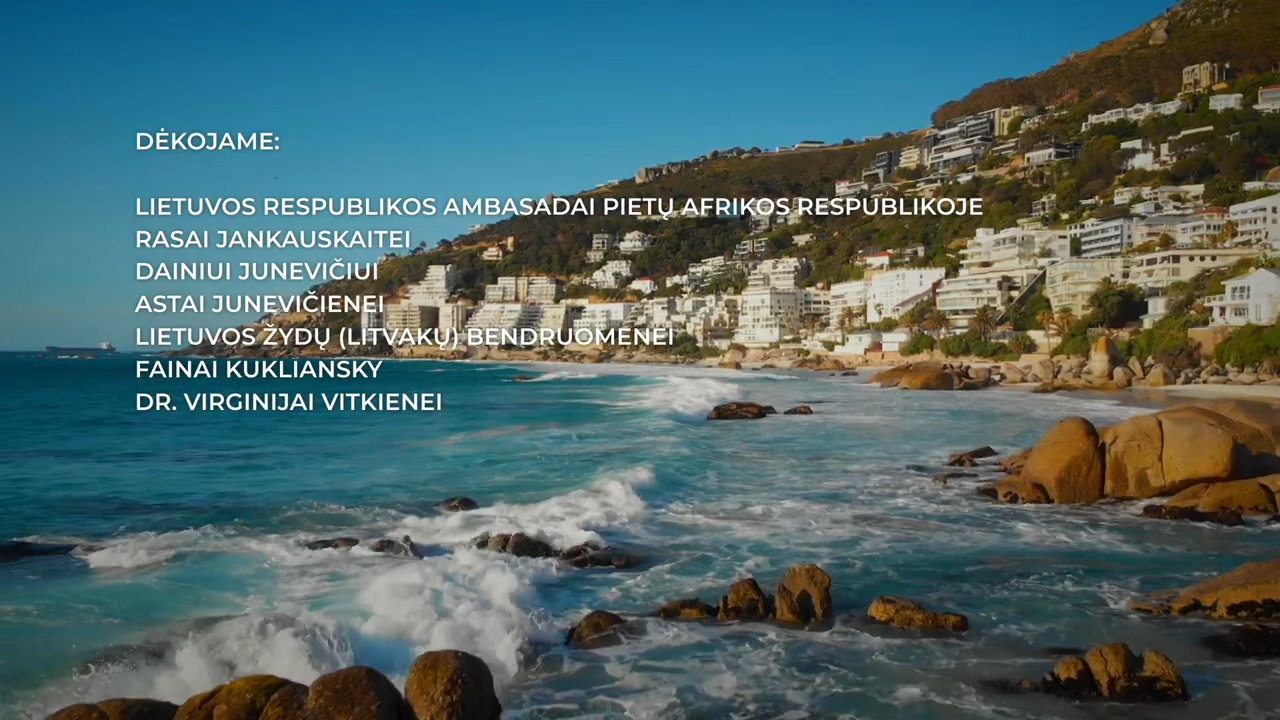 DĖKOJAME:
LIETUVOS RESPUBLIKOS AMBASADAI PIETŲ AFRIKOS RESPUBLIKOJE
RASAI JANKAUSKAITEI
DAINIUI JUNEVIČIUI
ASTAI JUNEVIČIENEI
LIETUVOS ŽYDŲ (LITVAKŲ) BENDRUOMENEI
FAINAI KUKLIANSKY
DR. VIRGINIJAI VITKIENEI